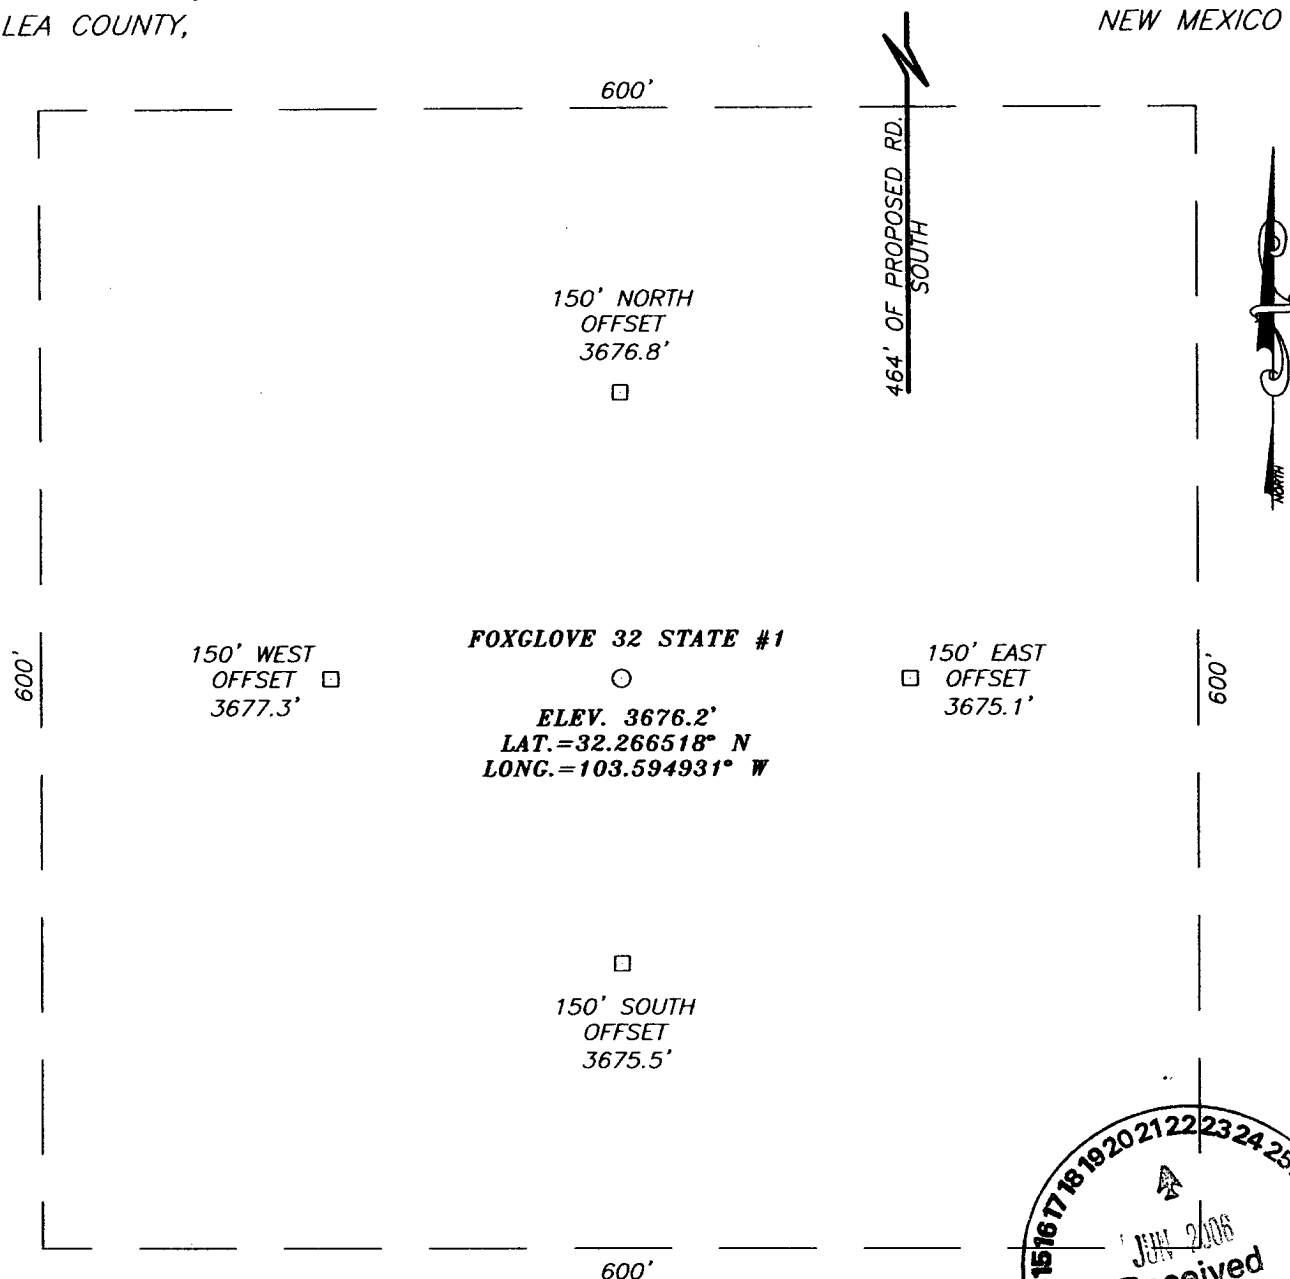 LEA COUNTY,
NEW MEXICO
600'
464' OF PROPOSED RD.
SOUTH
150' NORTH
OFFSET
3676.8'
NORTH
FOXGLOVE 32 STATE #1
600'
150' WEST
OFFSET
3677.3'
150' EAST
OFFSET
3675.1'
600'
ELEV. 3676.2'
LAT.=32.266518° N
LONG.=103.594931° W
150' SOUTH
OFFSET
3675.5'
15 16 17 18 19 20 21 22 23 24 25
JUN 2006
600'